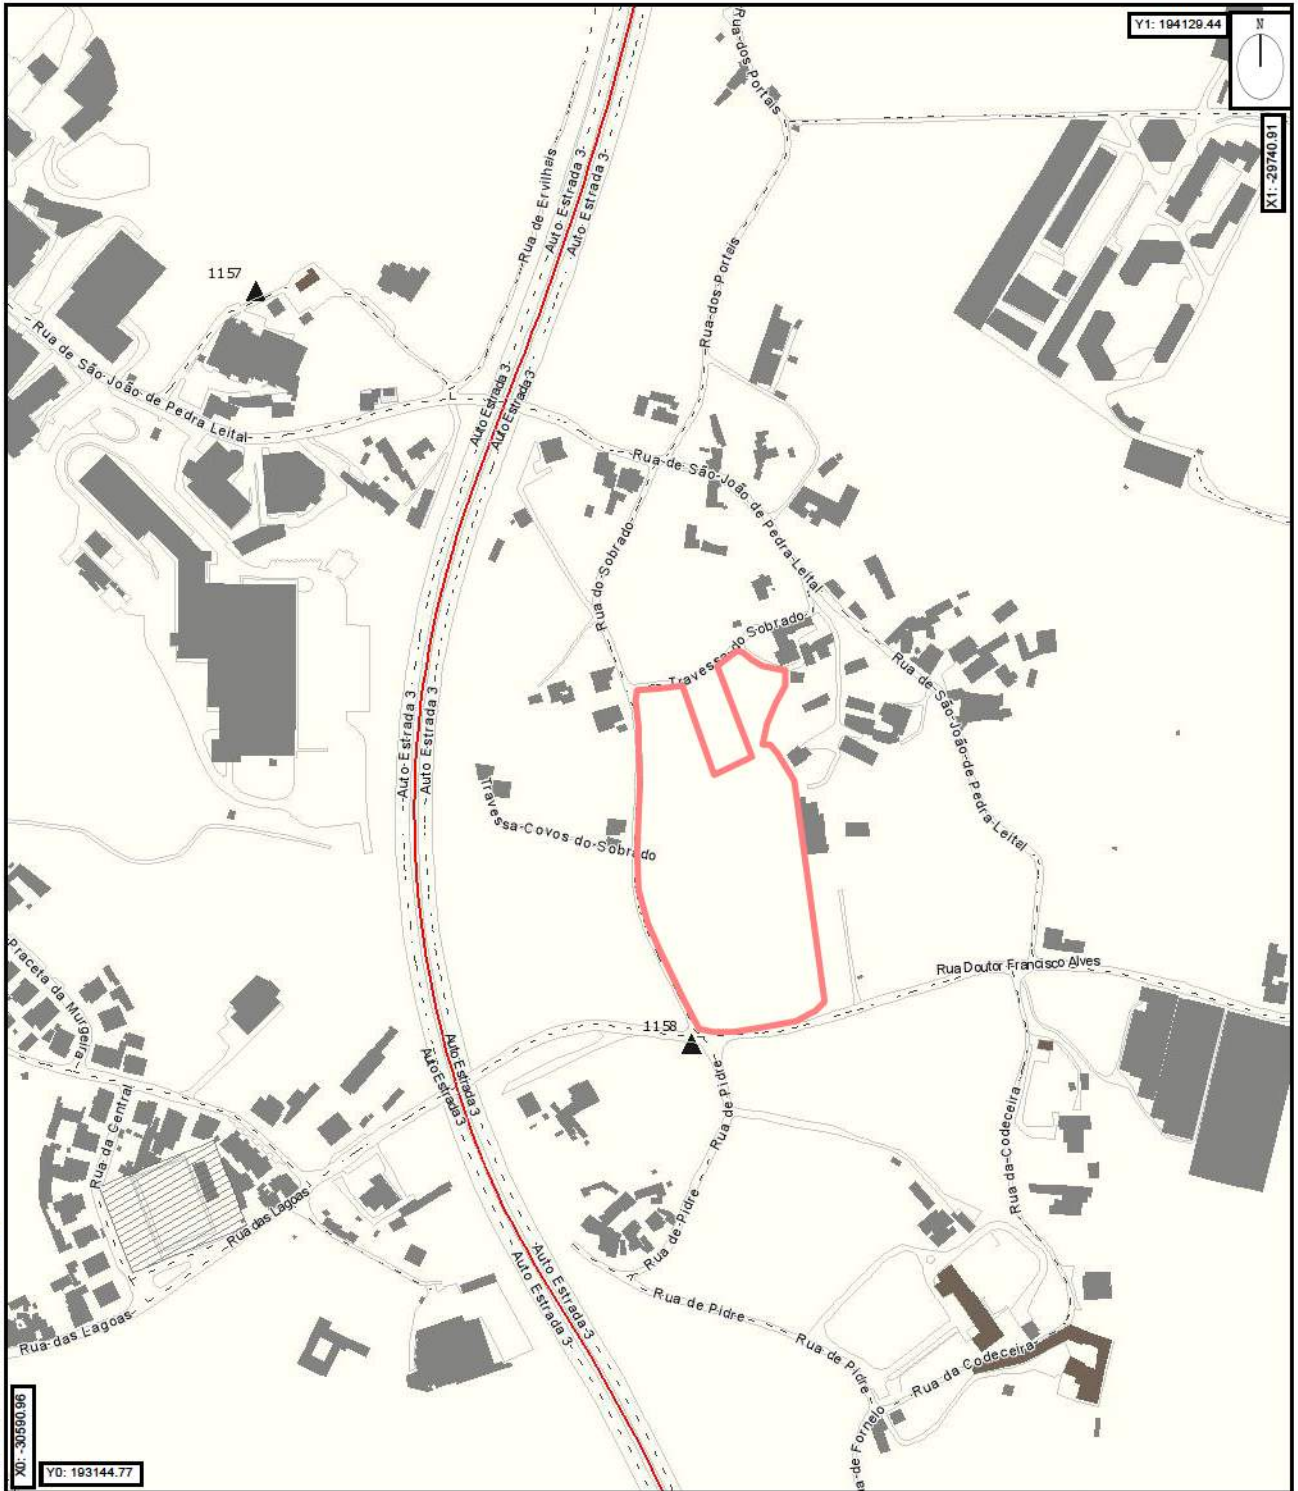 Y1: 194129.44
N
X1: -29740.91
Rua dos Portais
Rua de Ervilhais
Auto Estrada 3
Auto Estrada 3
Rua dos Portais
1157
Rua de São João de Pedra Leital
Auto Estrada 3
Auto Estrada 3
Rua de São João de Pedra Leital
Rua do Sobrado
Travessa do Sobrado
Rua de São João de Pedra Leital
Auto Estrada 3
Auto Estrada 3
Travessa Covos do Sobrado
Praceta da Murgeira
Rua Doutor Francisco Alves
1158
Auto Estrada 3
Auto Estrada 3
Rua da Central
Rua de Pidre
Rua da Codeceira
Rua das Lagoas
Rua de Pidre
Auto Estrada 3
Auto Estrada 3
Rua de Pidre
Rua das Lagoas
Rua de Pidre
Rua da Codeceira
a de Fornelo
X0: -30590.96
Y0: 193144.77